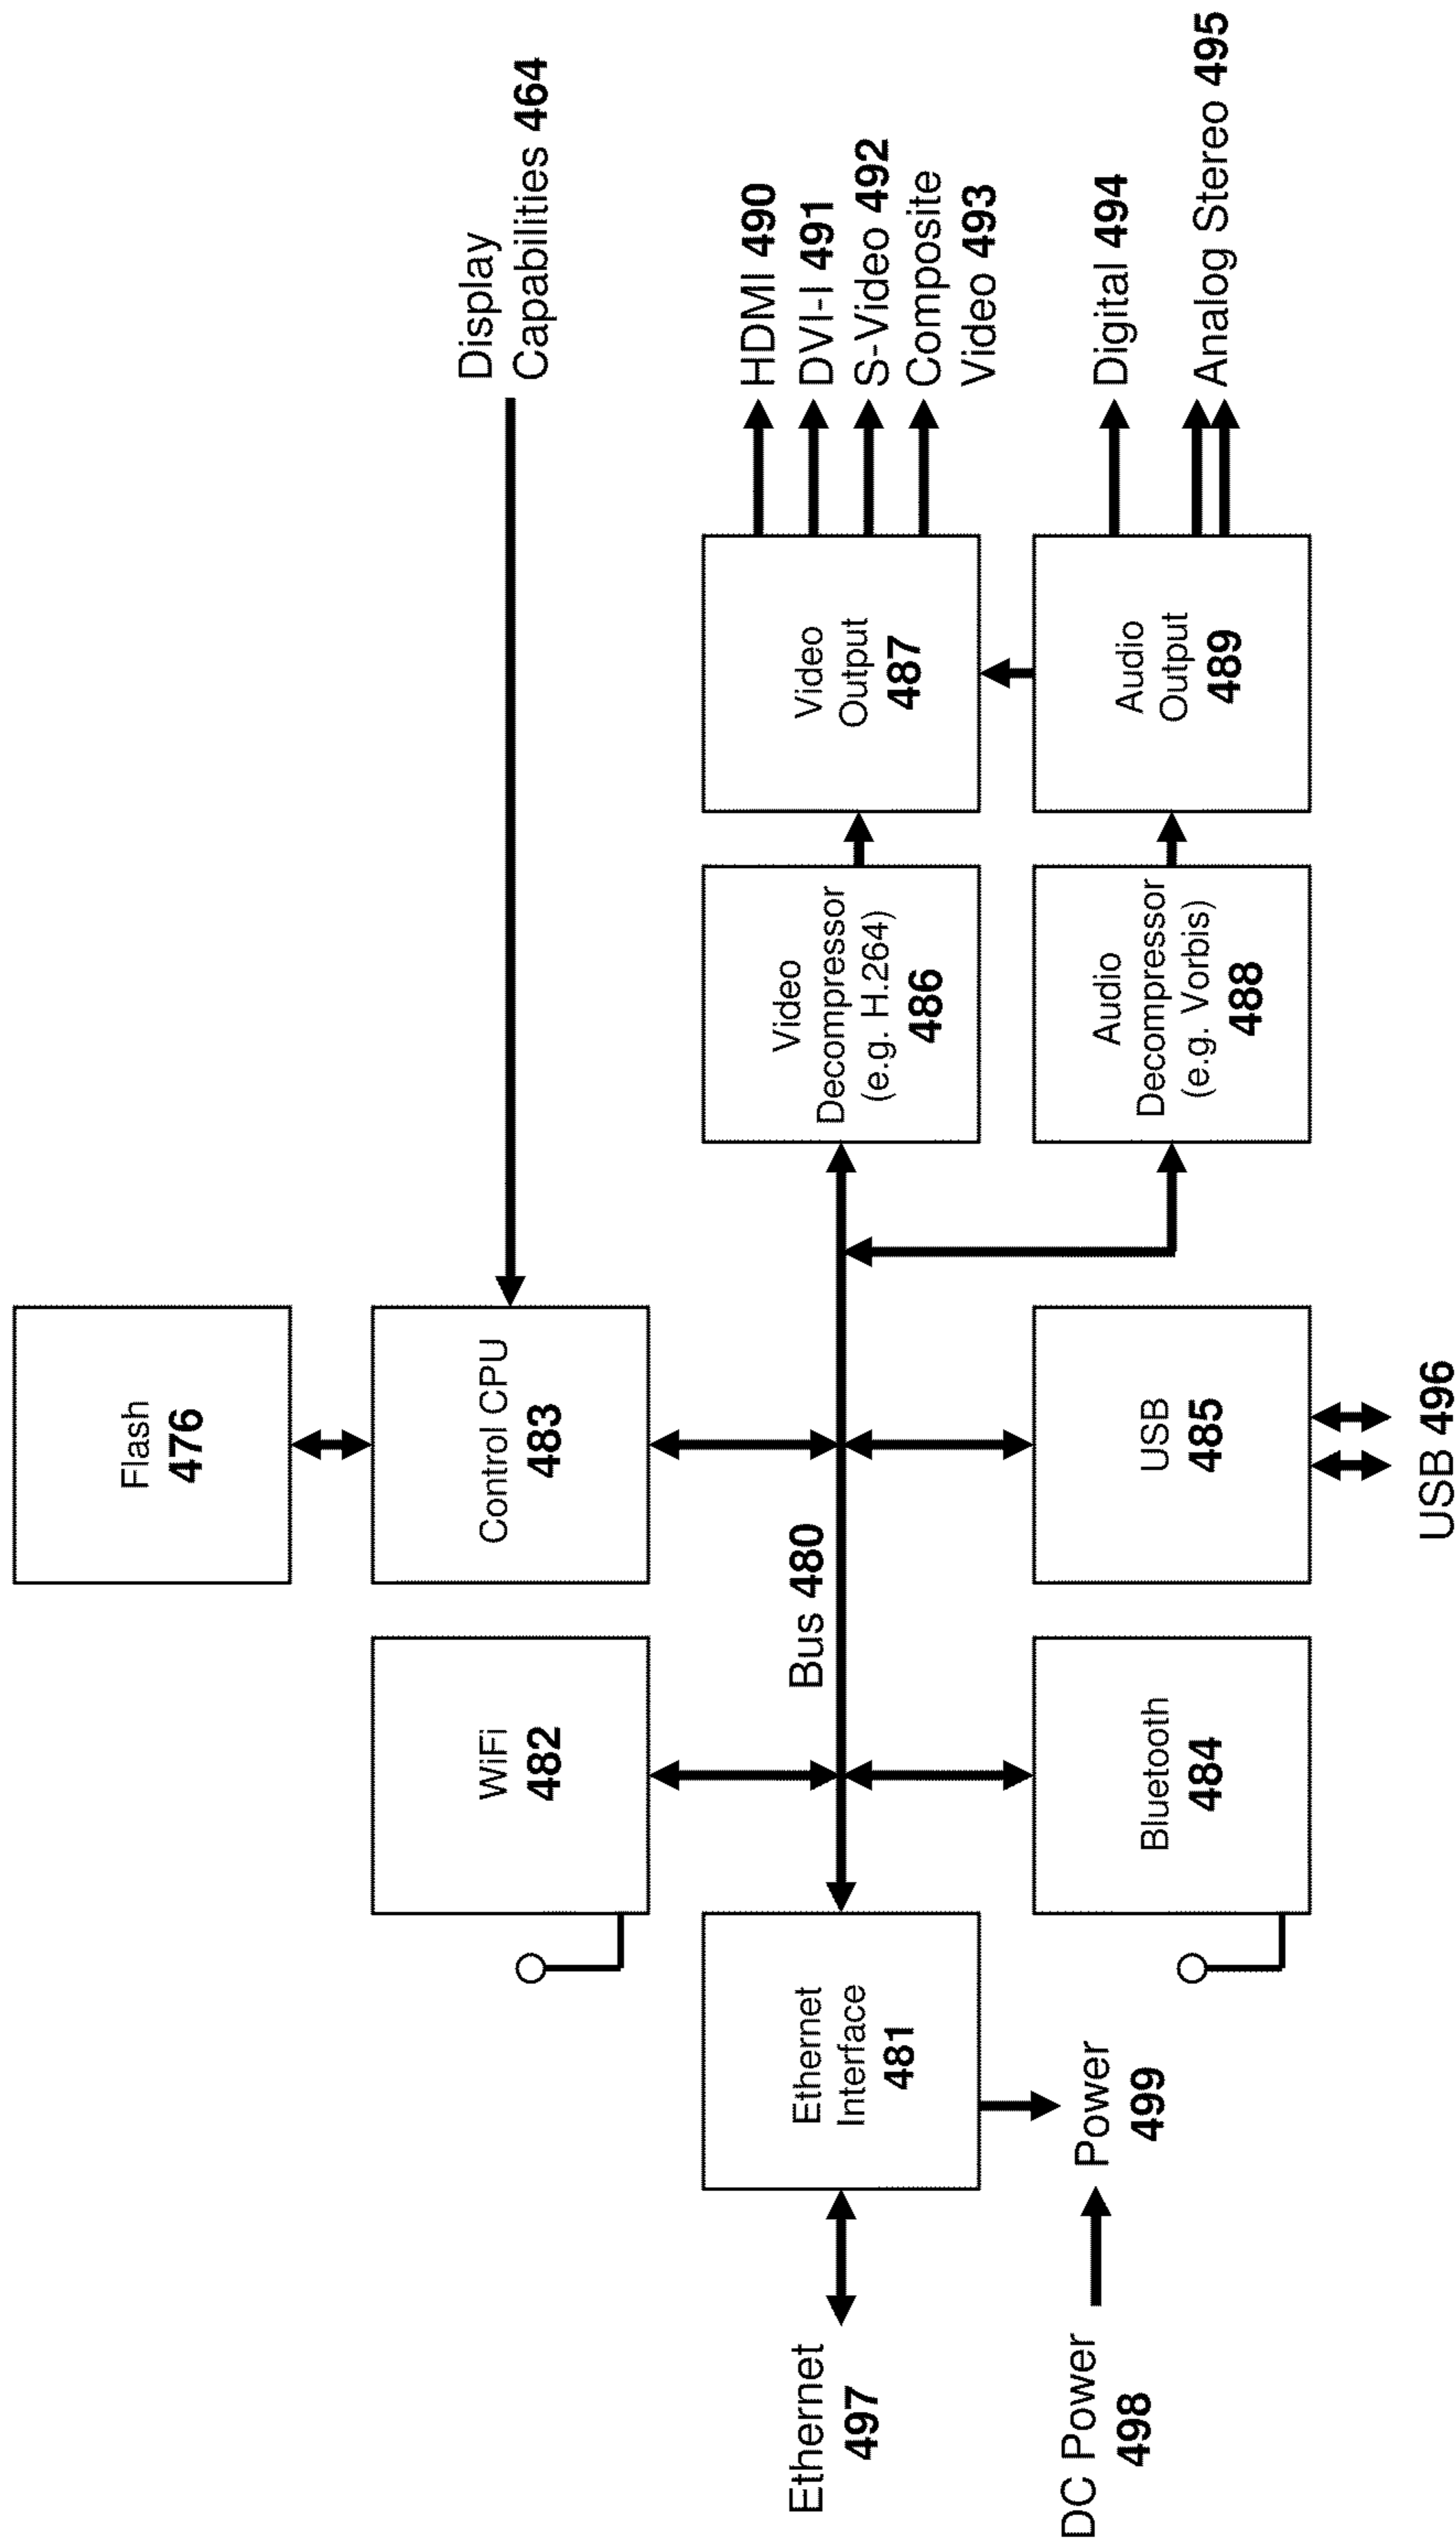 Flash
476
Display
Capabilities 464
WiFi
482
Control CPU
483
Bus 480
Ethernet
497
Ethernet
Interface
481
Video
Decompressor
(e.g. H.264)
486
Video
Output
487
HDMI 490
DVI-I 491
S-Video 492
Composite
Video 493
DC Power
498
Power
499
Bluetooth
484
USB
485
Audio
Decompressor
(e.g. Vorbis)
488
Audio
Output
489
Digital 494
Analog Stereo 495
USB 496